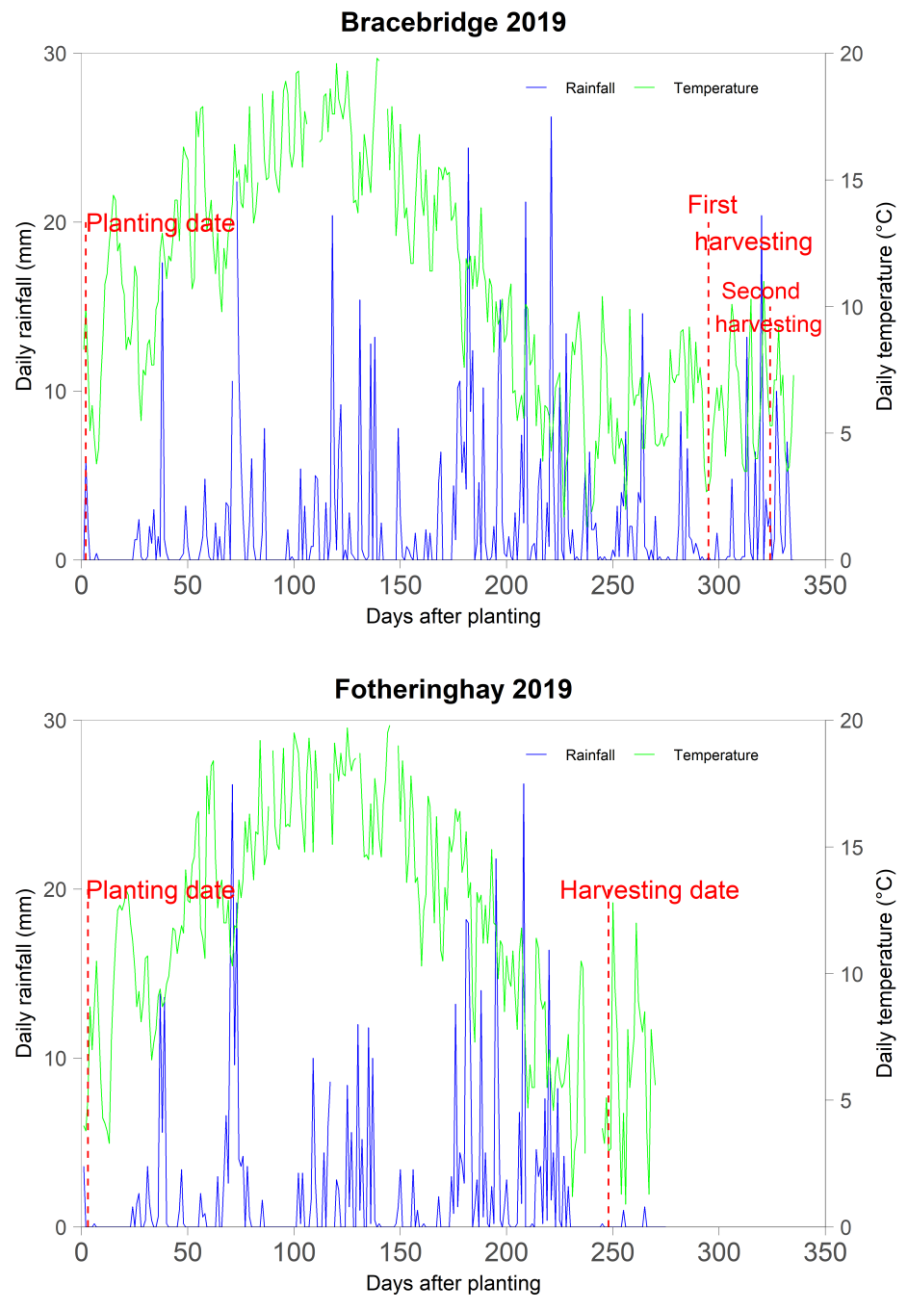 Bracebridge 2019
30
20
10
0
Daily rainfall (mm)
20
15
10
5
0
Daily temperature (°C)
Rainfall
Temperature
Planting date
First
harvesting
Second
harvesting
0 50 100 150 200 250 300 350
Days after planting
Fotheringhay 2019
30
20
10
0
Daily rainfall (mm)
20
15
10
5
0
Daily temperature (°C)
Rainfall
Temperature
Planting date
Harvesting date
0 50 100 150 200 250 300 350
Days after planting